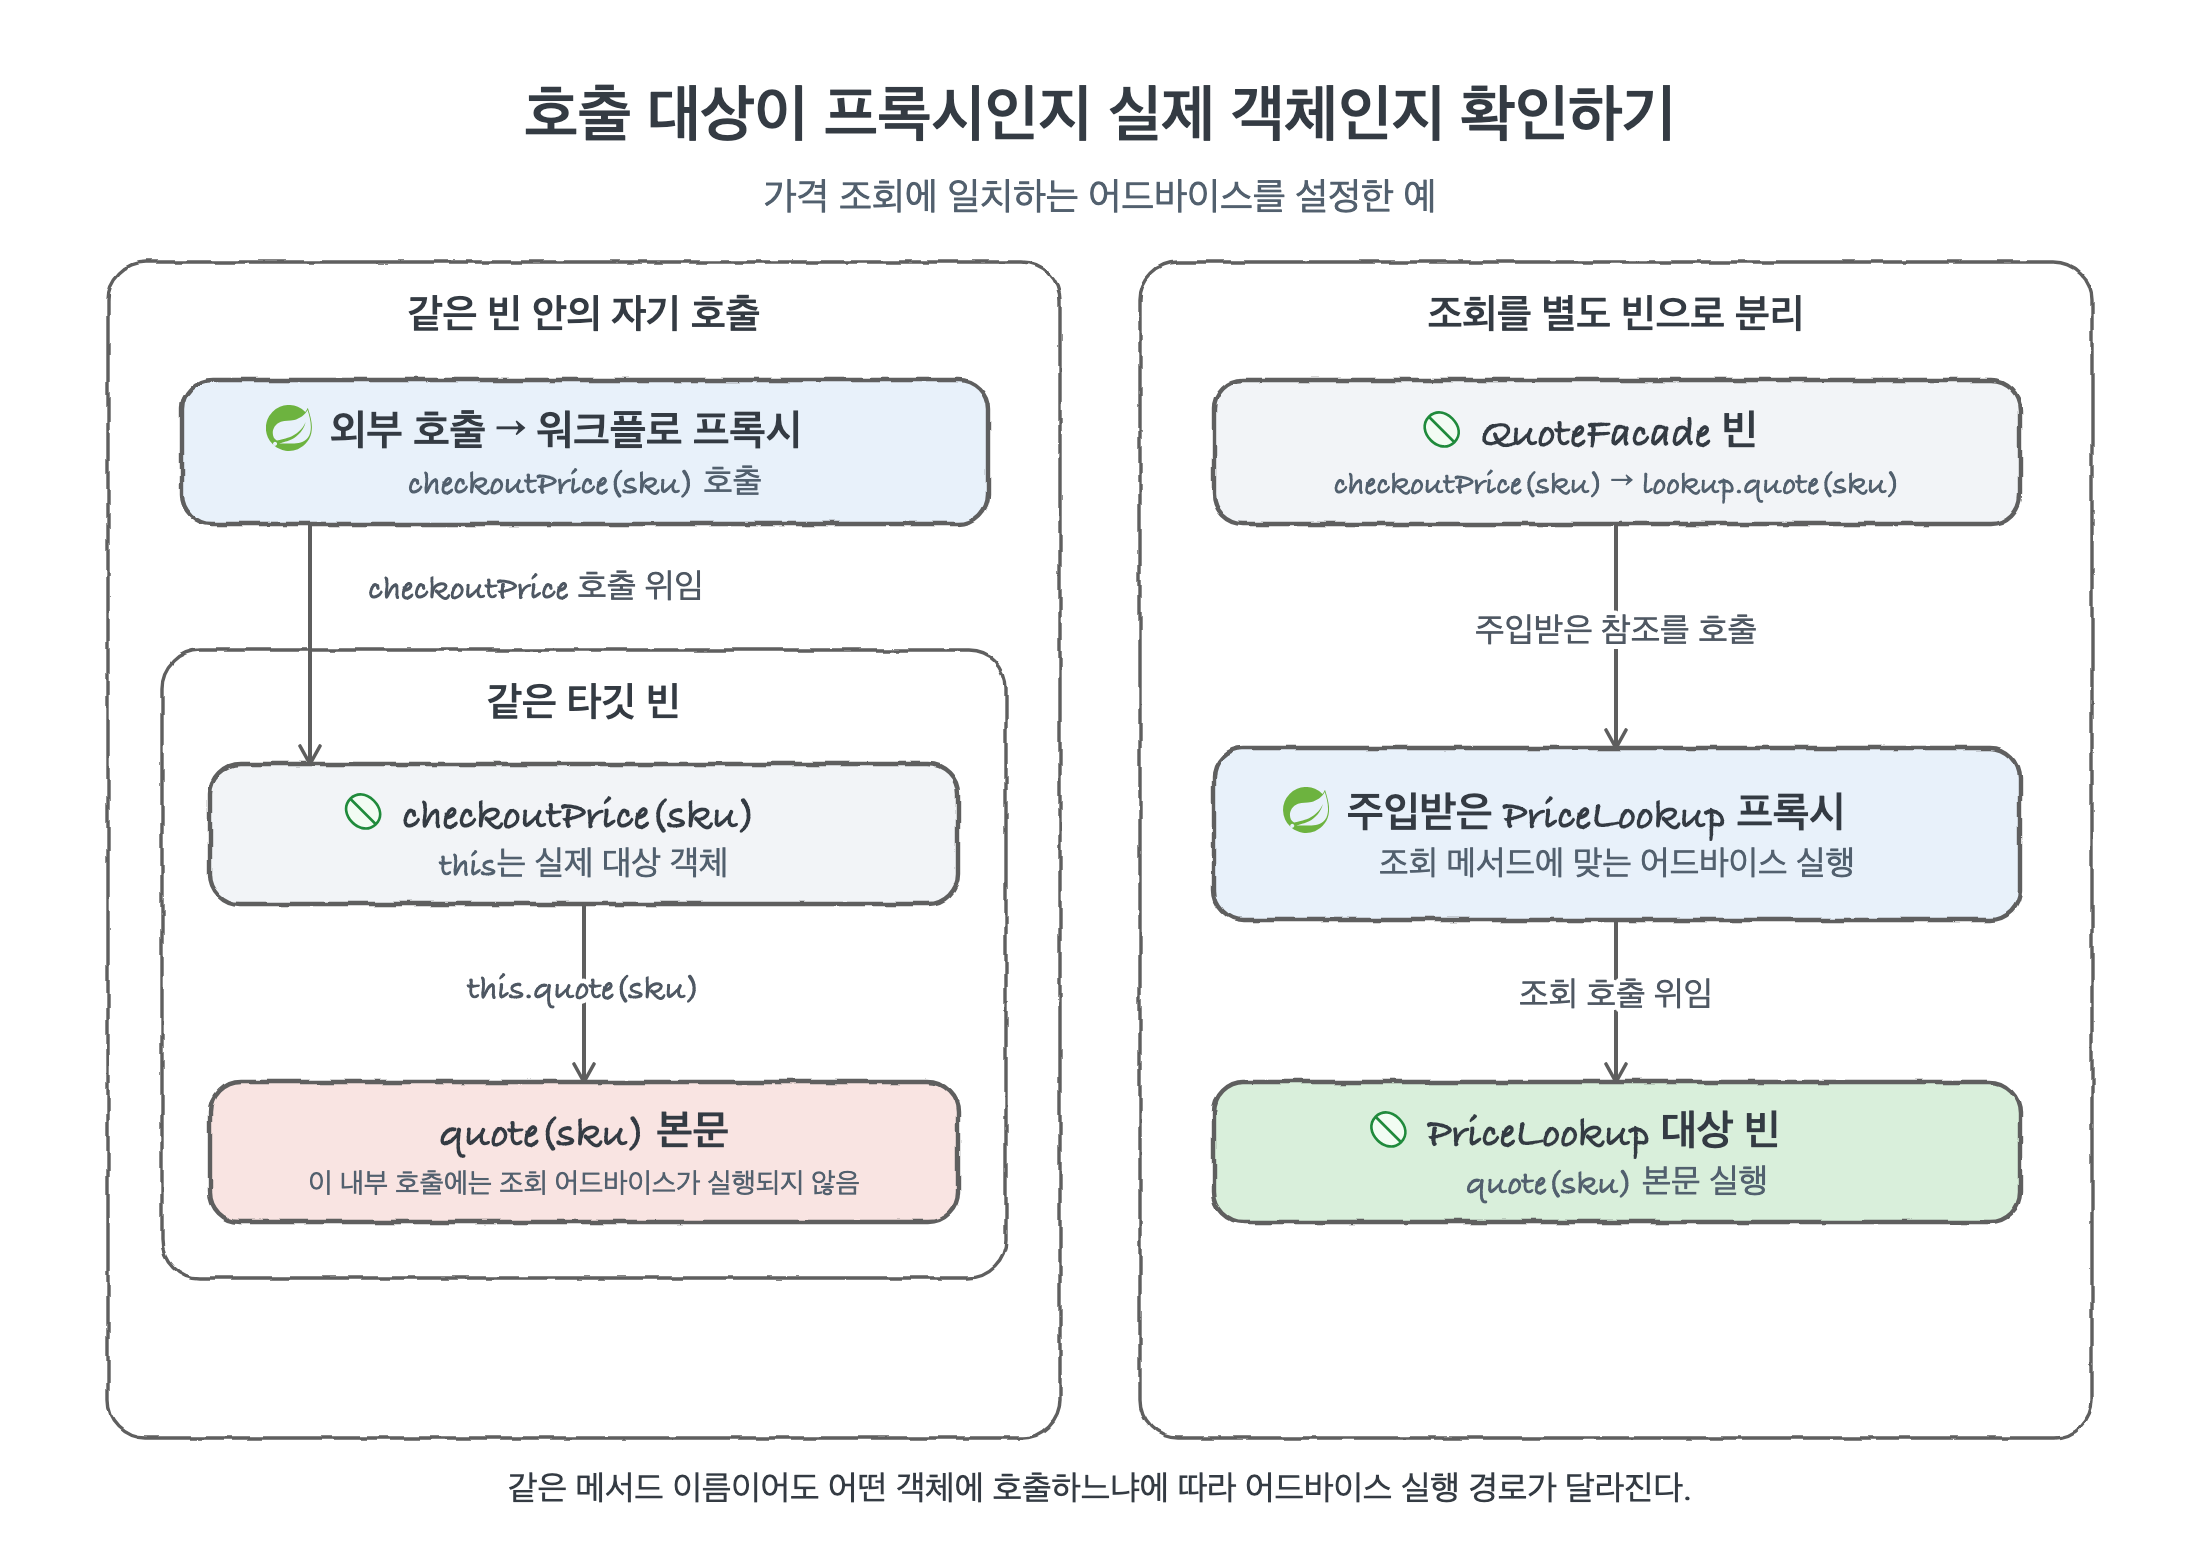 호출 대상이 프록시인지 실제 객체인지 확인하기
가격 조회에 일치하는 어드바이스를 설정한 예
같은 빈 안의 자기 호출
외부 호출 → 워크플로 프록시
checkoutPrice(sku) 호출
checkoutPrice 호출 위임
같은 타깃 빈
checkoutPrice(sku)
this는 실제 대상 객체
this.quote(sku)
quote(sku) 본문
이 내부 호출에는 조회 어드바이스가 실행되지 않음
조회를 별도 빈으로 분리
QuoteFacade 빈
checkoutPrice(sku) → lookup.quote(sku)
주입받은 참조를 호출
주입받은 PriceLookup 프록시
조회 메서드에 맞는 어드바이스 실행
조회 호출 위임
PriceLookup 대상 빈
quote(sku) 본문 실행
같은 메서드 이름이어도 어떤 객체에 호출하느냐에 따라 어드바이스 실행 경로가 달라진다.